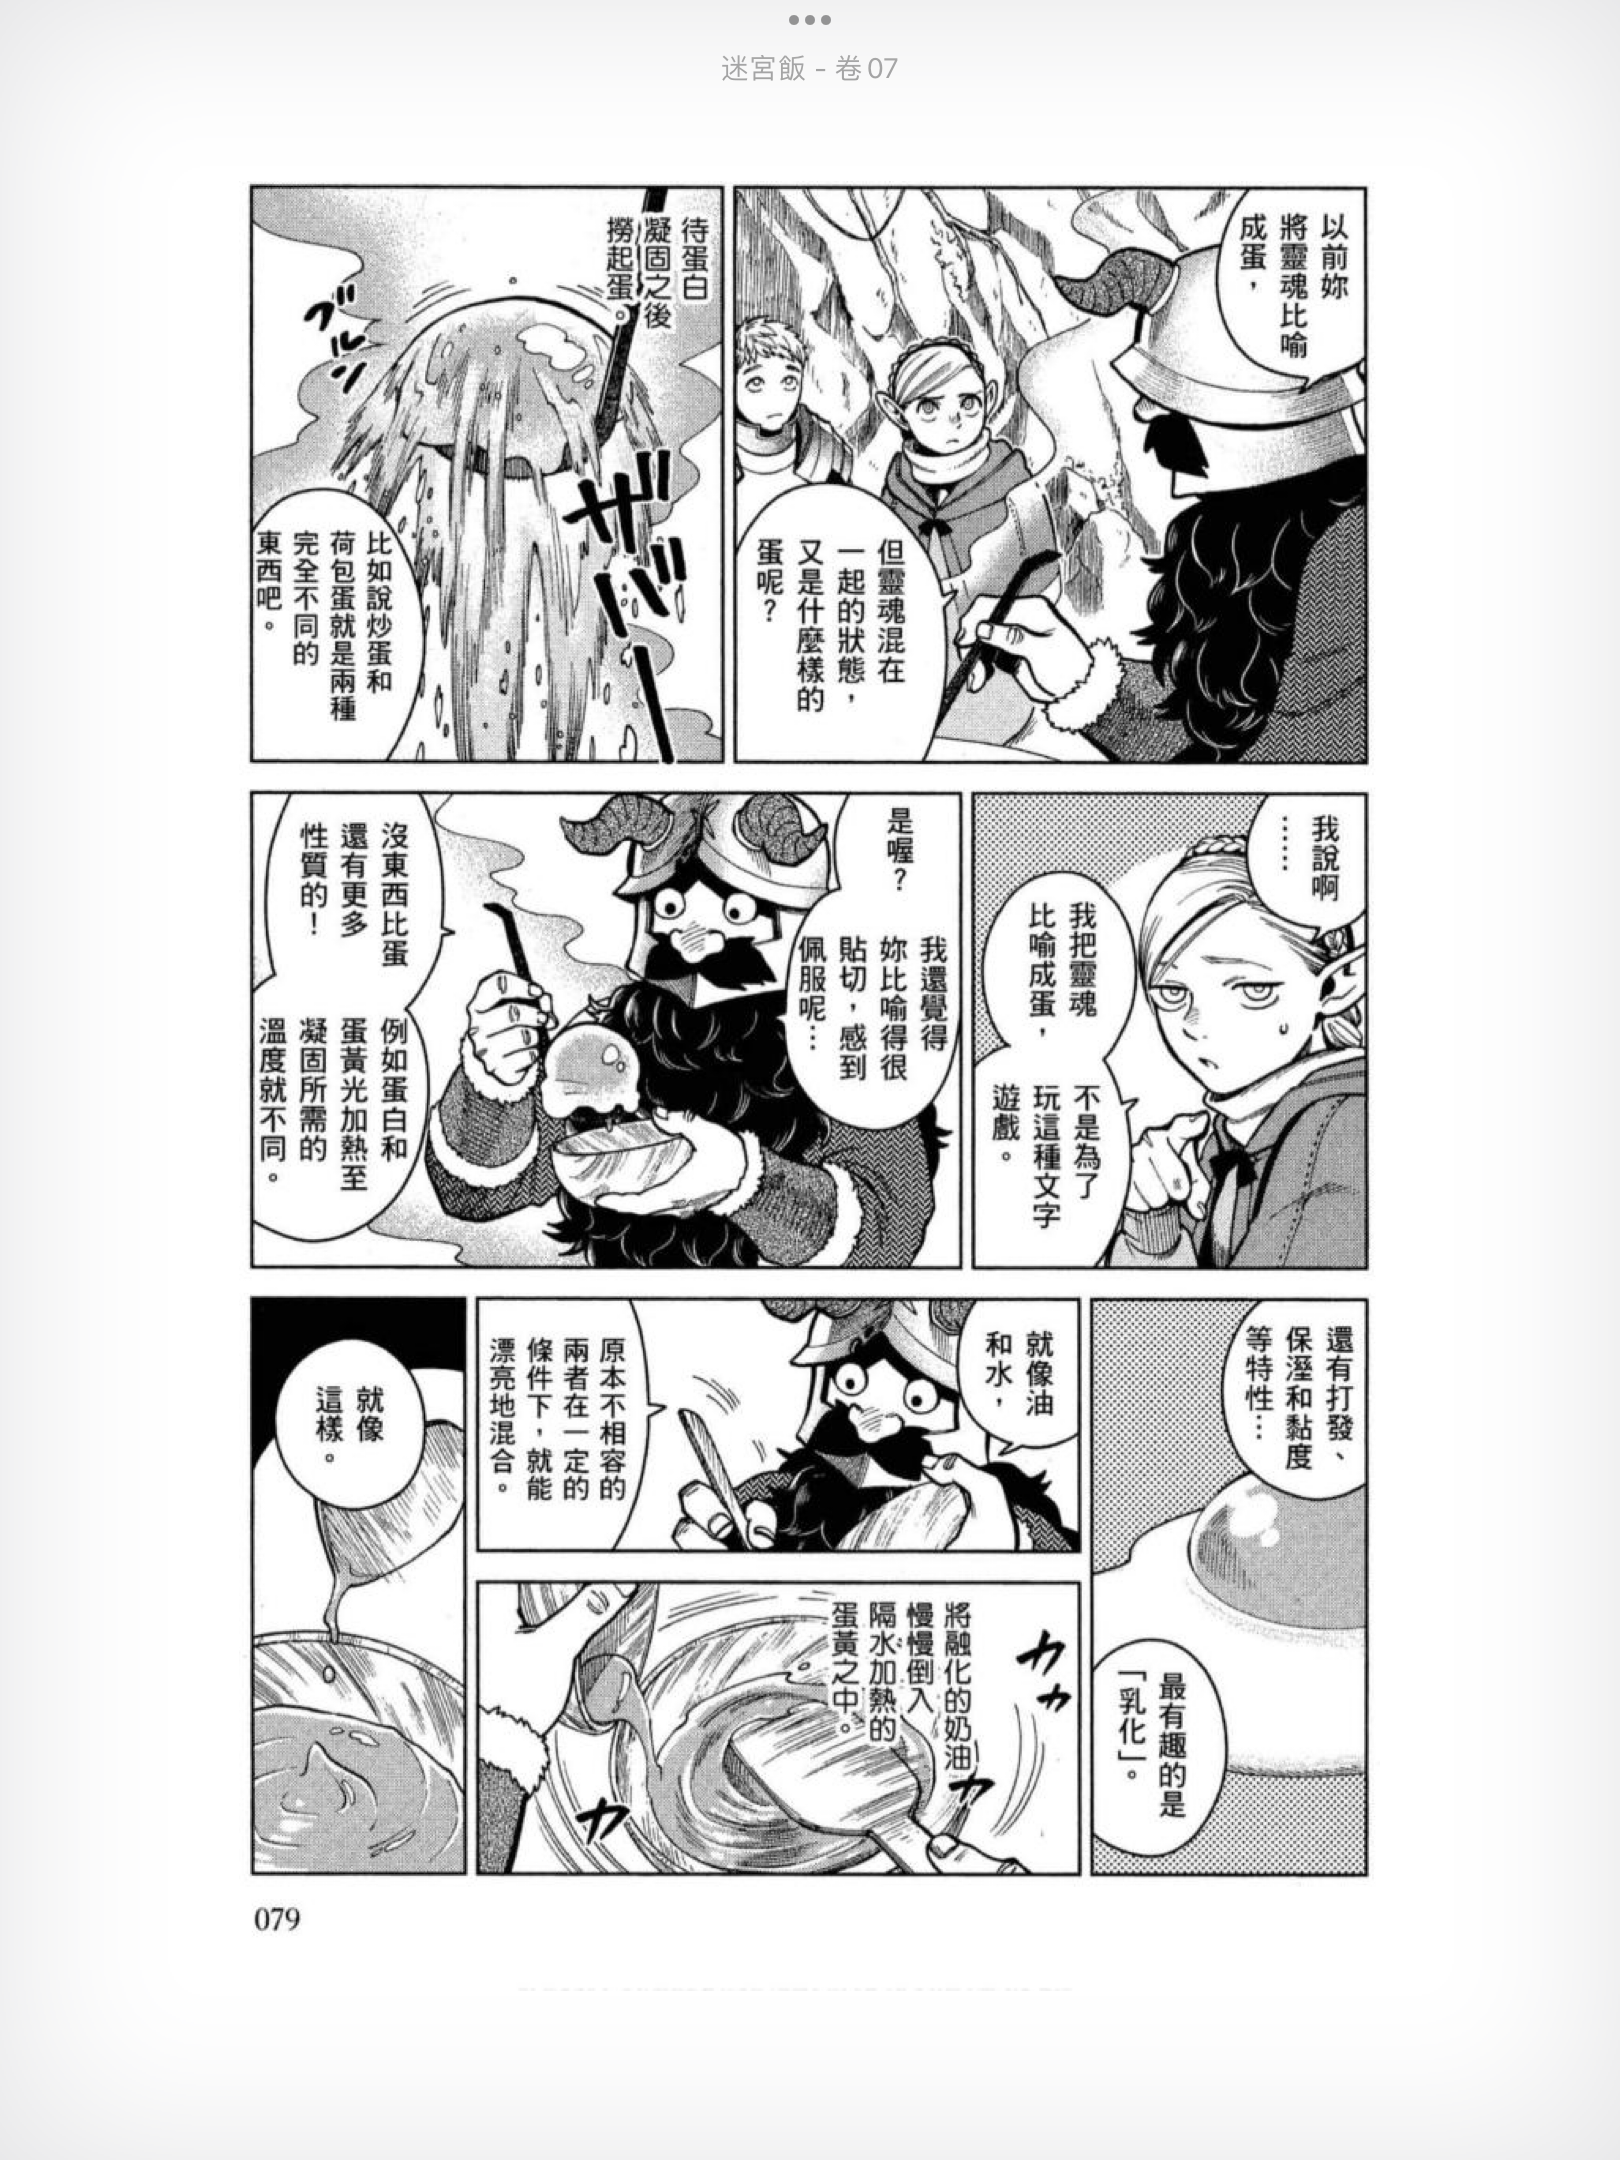 迷宮飯 - 卷07
以前妳
將靈魂比喻
成蛋，
但靈魂混在
一起的狀態，
又是什麼樣的
蛋呢？
待蛋白
凝固之後
撈起蛋。
ブルン
ザバッ
比如說炒蛋和
荷包蛋就是兩種
完全不同的
東西吧。
我說啊
……
我把靈魂
比喻成蛋，
不是為了
玩這種文字
遊戲。
是喔？
我還覺得
妳比喻得很
貼切，感到
佩服呢…
沒東西比蛋
還有更多
性質的！
例如蛋白和
蛋黃光加熱至
凝固所需的
溫度就不同。
還有打發、
保溼和黏度
等特性…
最有趣的是
「乳化」。
就像油
和水，
原本不相容的
兩者在一定的
條件下，就能
漂亮地混合。
將融化的奶油
慢慢倒入
隔水加熱的
蛋黃之中。
カチャ
カ
カ
就像
這樣。
079